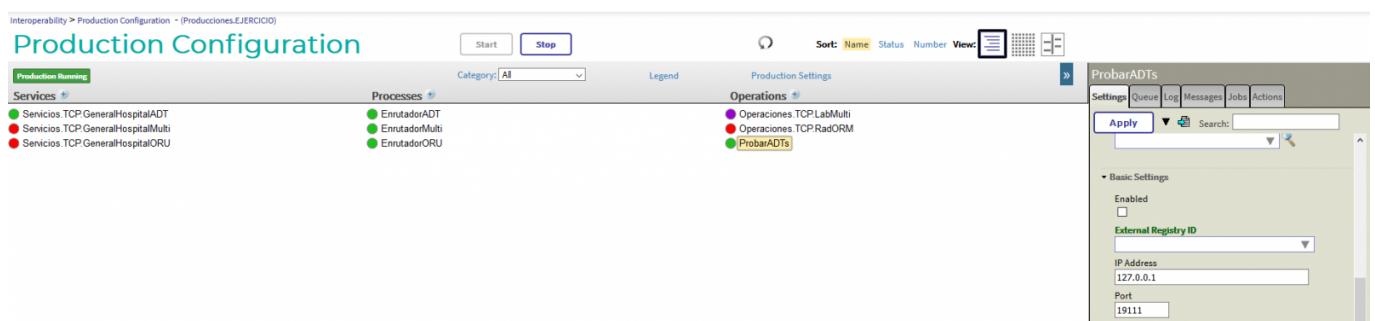 Interoperability > Production Configuration - (Producciones.EJERCICIO)
Production Configuration
Start Stop
Sort: Name Status Number View:
Production Running
Category: All
Legend
Production Settings
»
Services
Processes
Operations
Servicios.TCP.GeneralHospitalADT
Servicios.TCP.GeneralHospitalMulti
Servicios.TCP.GeneralHospitalORU
EnrutadorADT
EnrutadorMulti
EnrutadorORU
Operaciones.TCP.LabMulti
Operaciones.TCP.RadORM
ProbarADTs
ProbarADTs
Settings Queue Log Messages Jobs Actions
Apply Search:
Basic Settings
Enabled
External Registry ID
IP Address
127.0.0.1
Port
19111